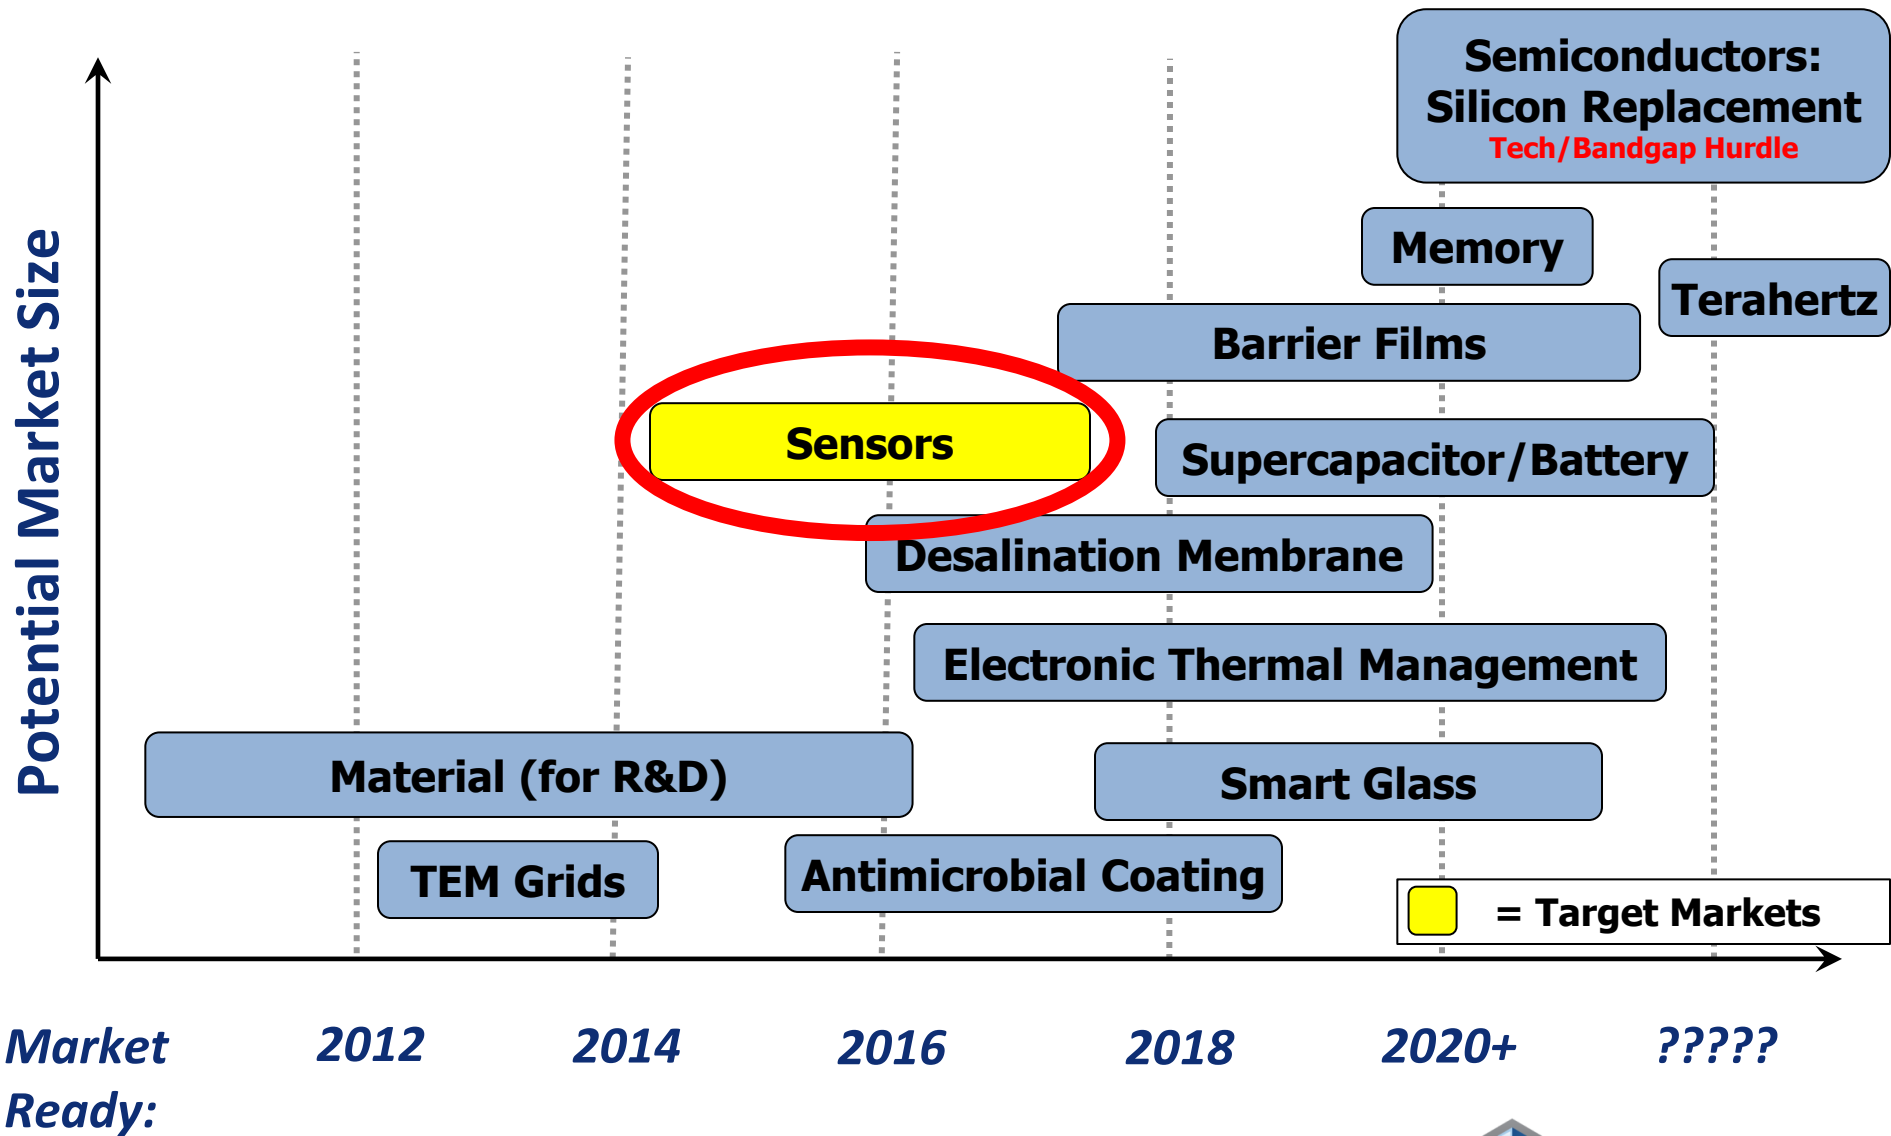 Semiconductors:
Silicon Replacement
Tech/Bandgap Hurdle
Memory
Terahertz
Barrier Films
Sensors
Supercapacitor/Battery
Desalination Membrane
Electronic Thermal Management
Material (for R&D)
Smart Glass
TEM Grids
Antimicrobial Coating
= Target Markets
Potential Market Size
Market Ready:
2012
2014
2016
2018
2020+
?????